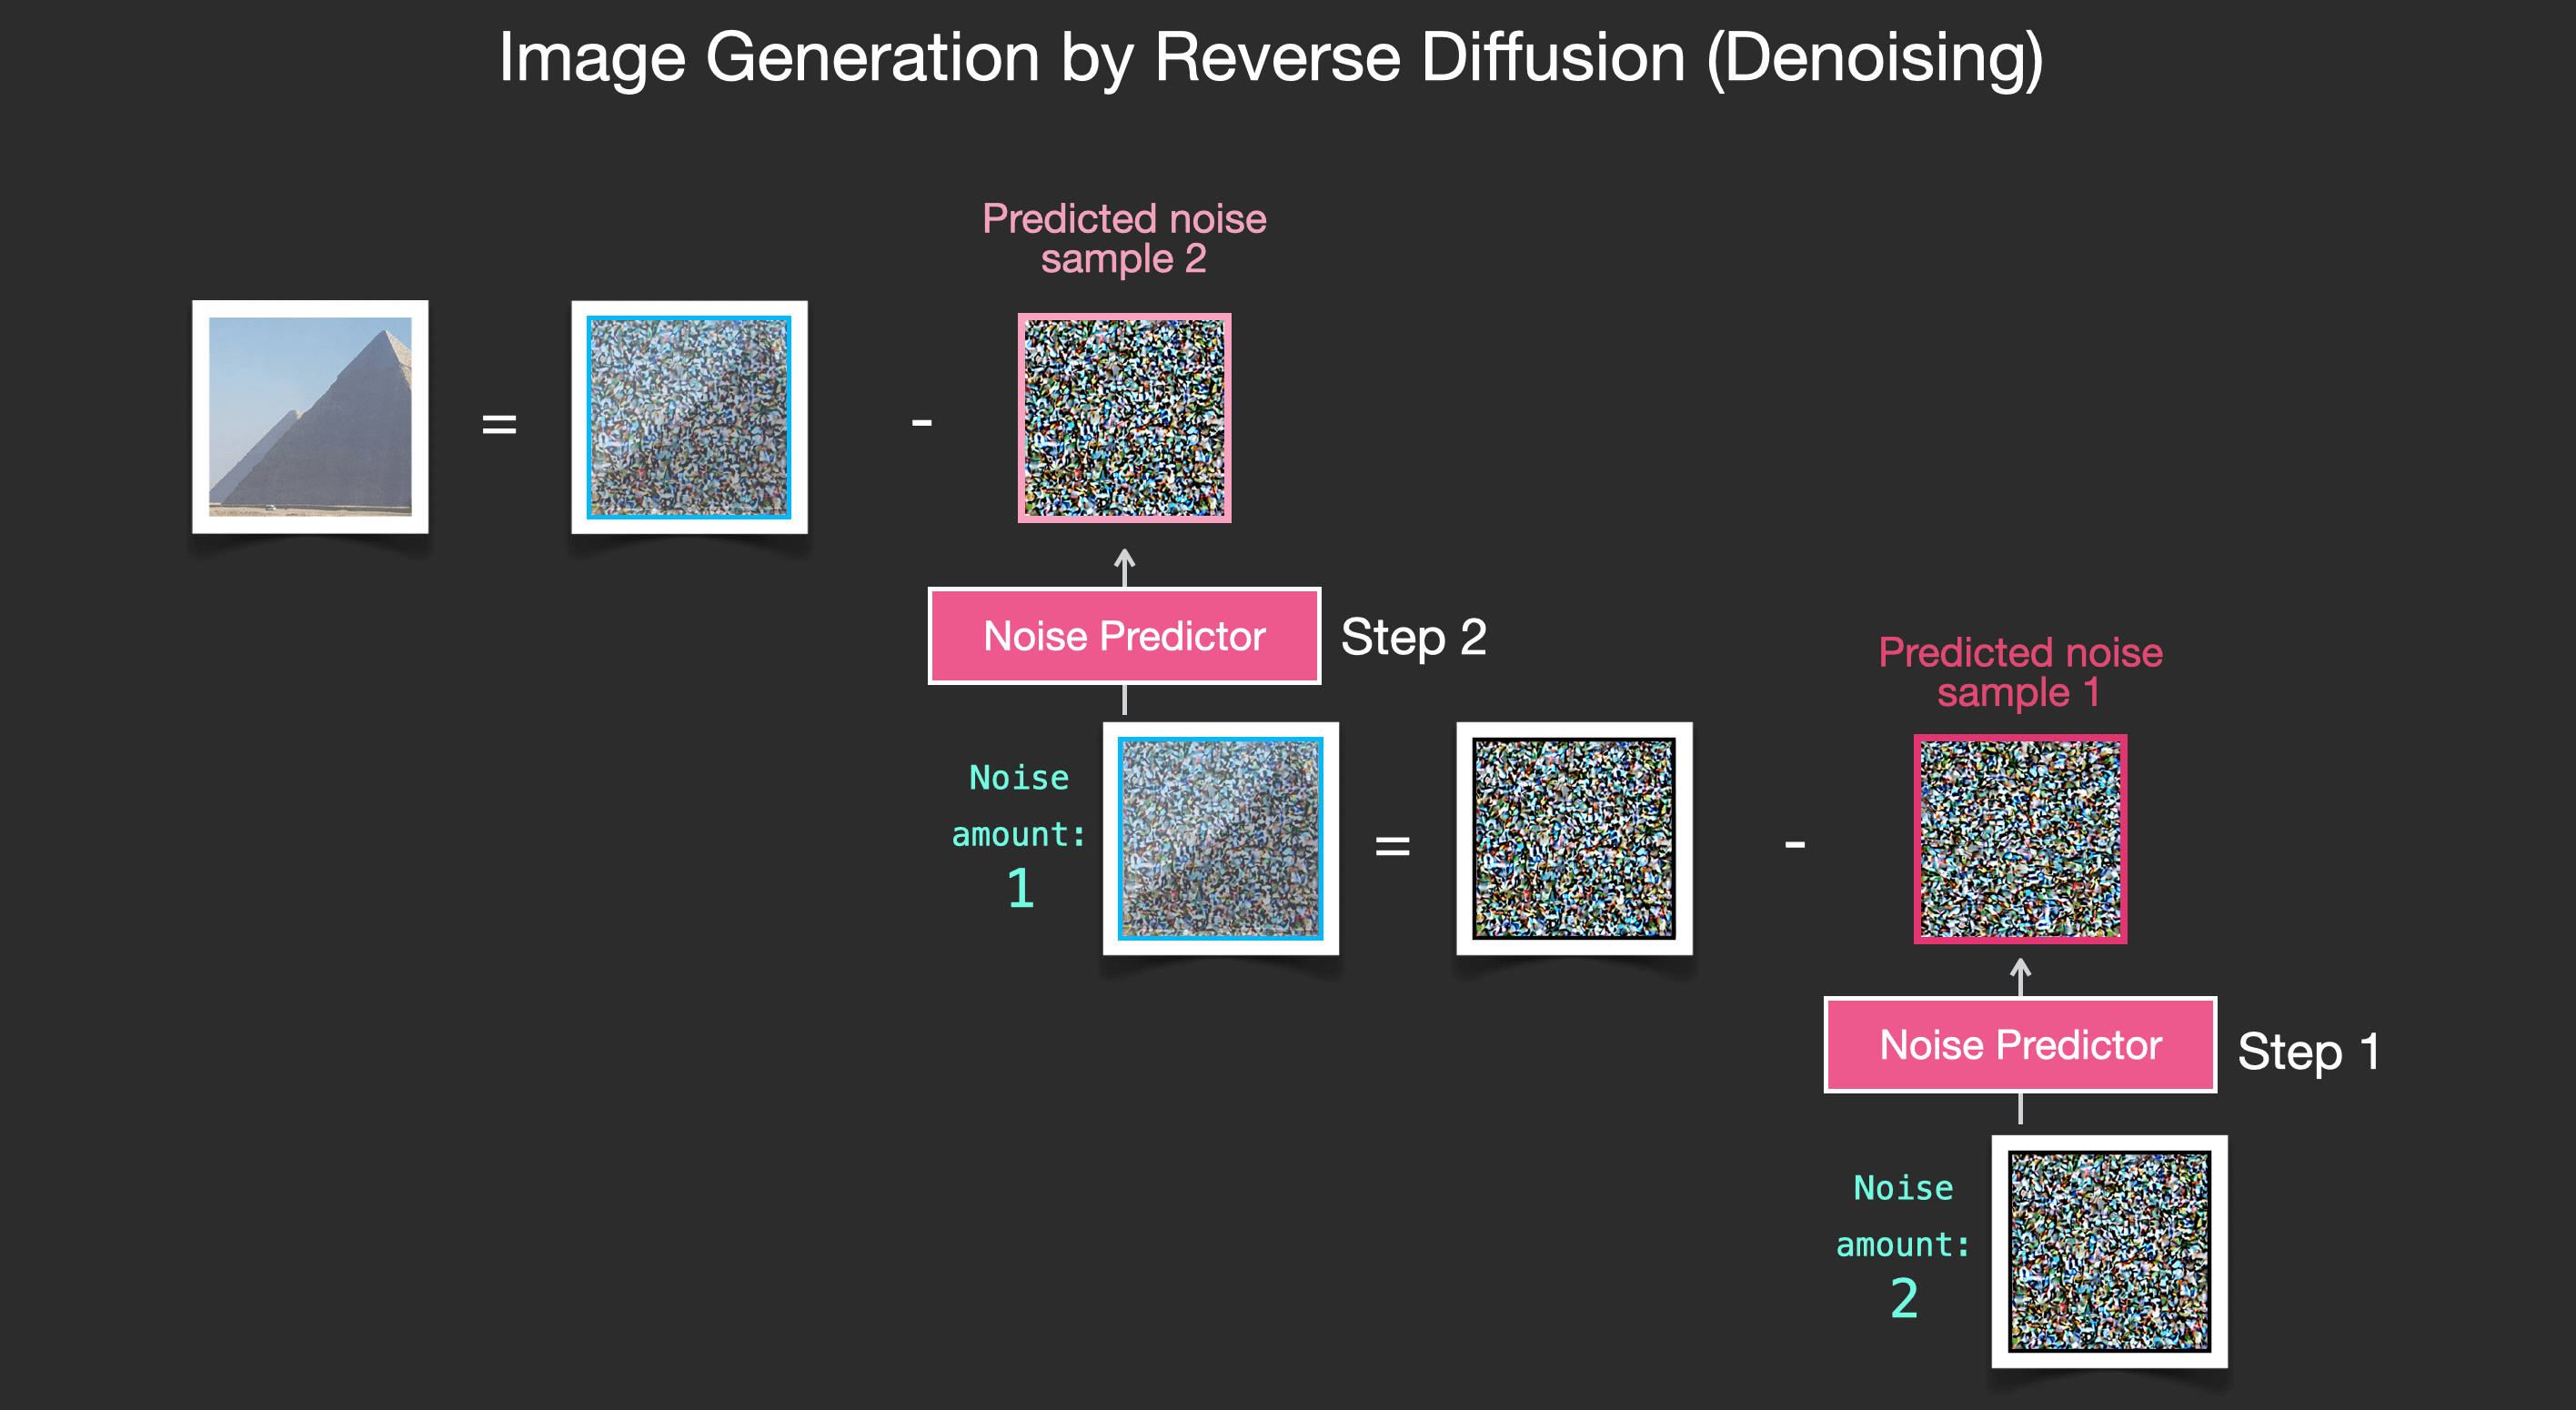 Image Generation by Reverse Diffusion (Denoising)
Predicted noise
sample 2
=
-
Noise Predictor
Step 2
Predicted noise
sample 1
Noise
amount:
1
=
-
Noise Predictor
Step 1
Noise
amount:
2